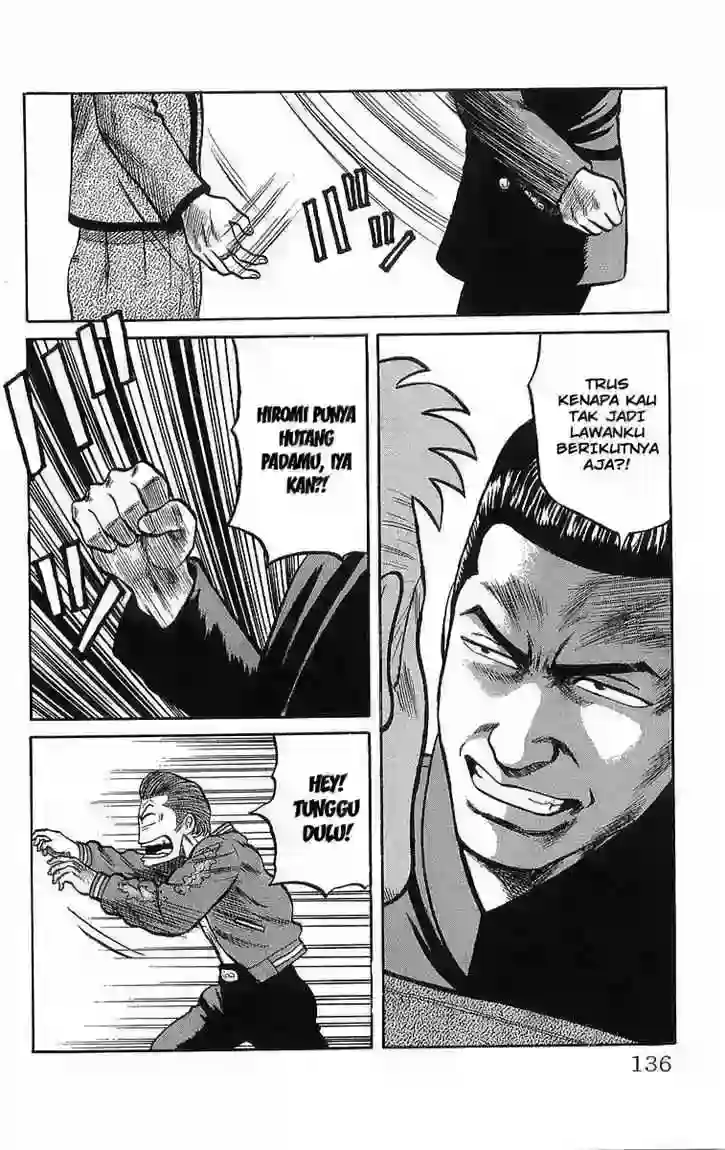 TRUS
KENAPA KAU
TAK JADI
LAWANKU
BERIKUTNYA
AJA?!
HIROMI PUNYA
HUTANG
PADAMU, IYA
KAN?!
HEY!
TUNGGU
DULU!
136